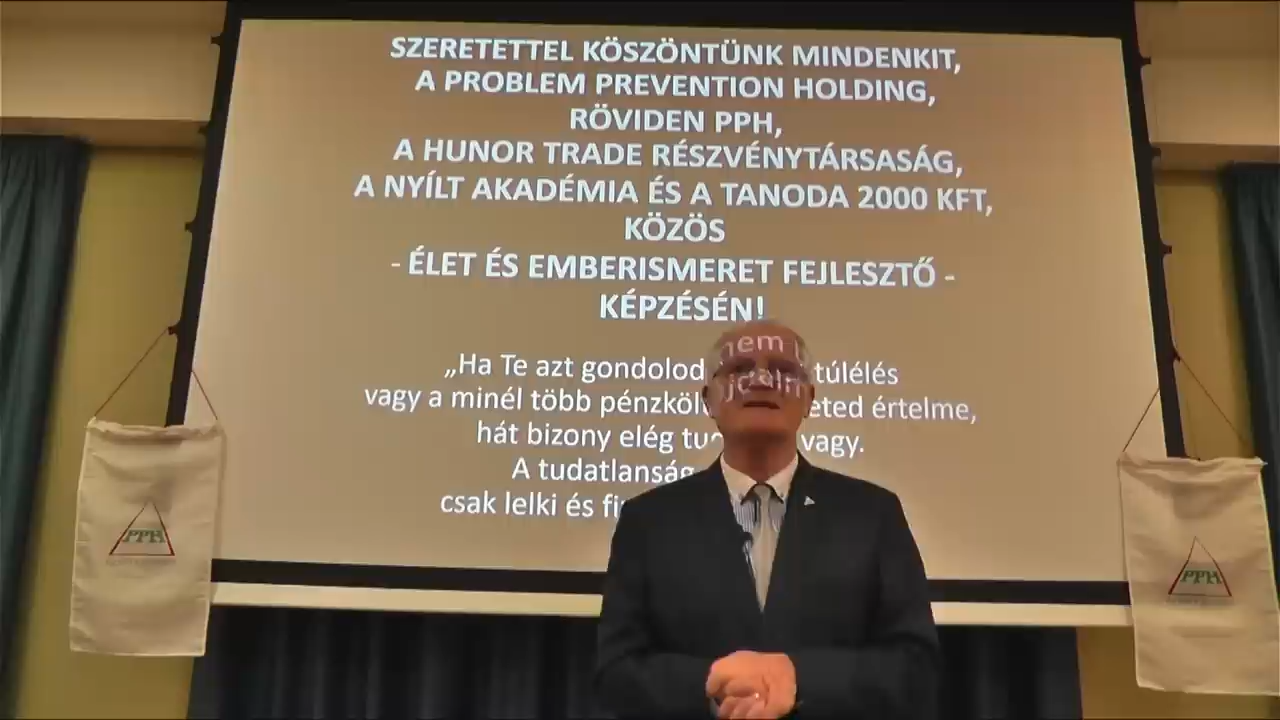 SZERETETTEL KÖSZÖNTÜNK MINDENKIT,
A PROBLEM PREVENTION HOLDING,
RÖVIDEN PPH,
A HUNOR TRADE RÉSZVÉNYTÁRSASÁG,
A NYÍLT AKADÉMIA ÉS A TANODA 2000 KFT,
KÖZÖS
- ÉLET ÉS EMBERISMERET FEJLESZTŐ -
KÉPZÉSÉN!
„Ha Te azt gondolod túlélés
vagy a minél több értelme,
hát bizony elég vagy.
A tudatlanság
csak lelki és
nem
PPH
PPH